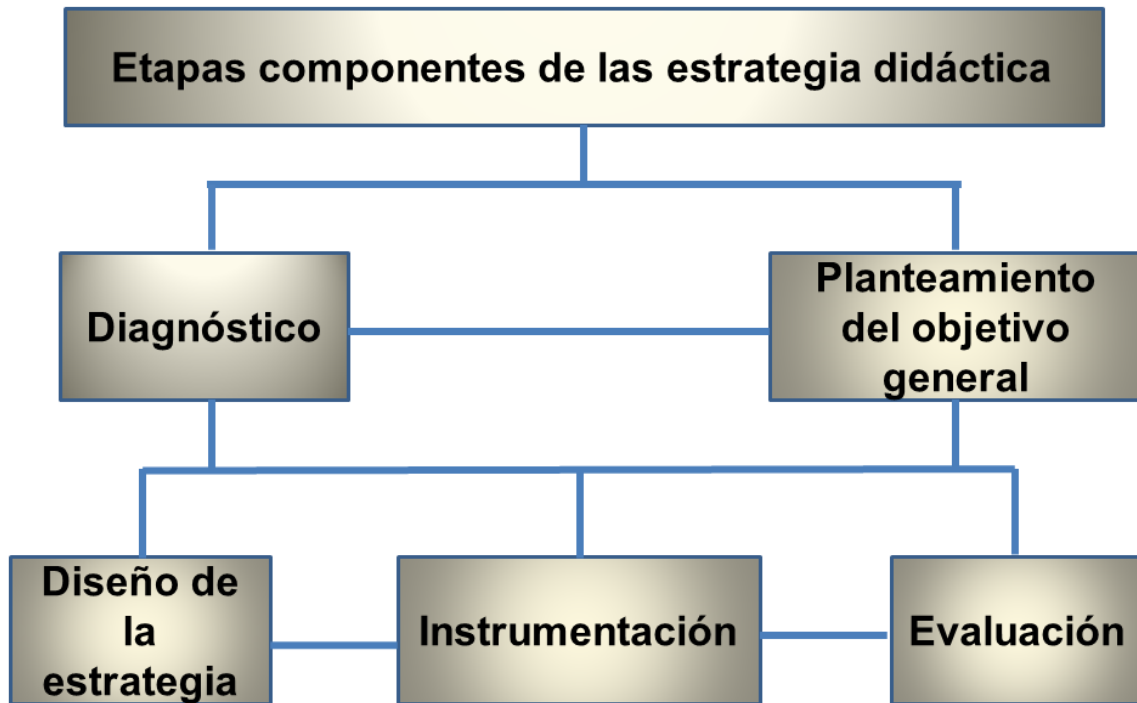 Etapas componentes de las estrategia didáctica
Diagnóstico
Planteamiento
del objetivo
general
Diseño de
la
estrategia
Instrumentación
Evaluación